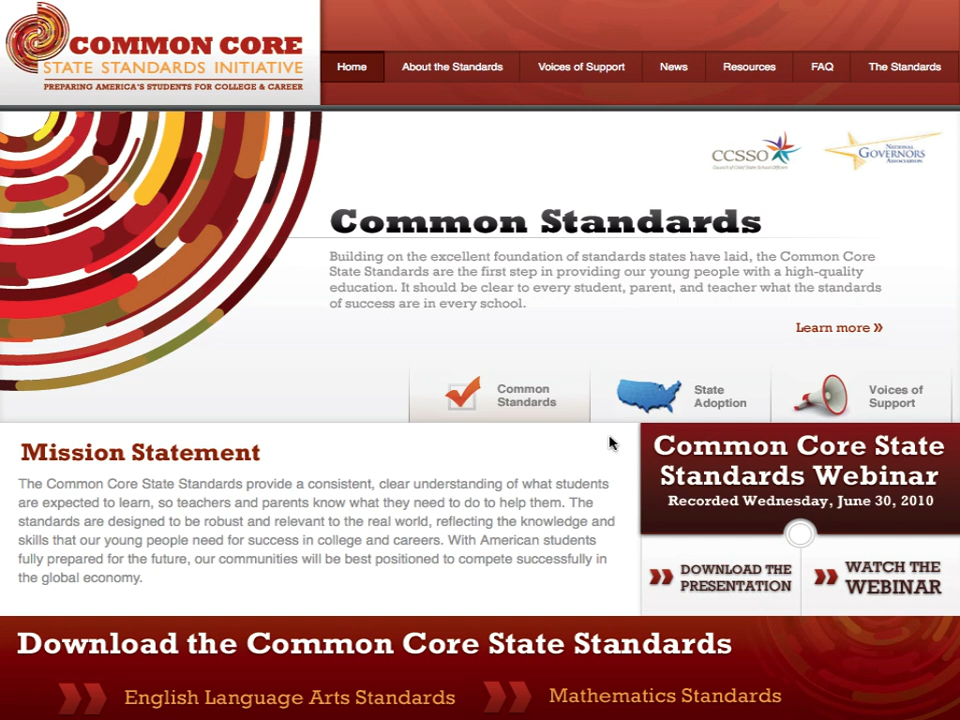 COMMON CORE
STATE STANDARDS INITIATIVE
PREPARING AMERICA'S STUDENTS FOR COLLEGE & CAREER
Home About the Standards Voices of Support News Resources FAQ The Standards
CCSSO
Council of Chief State School Officers
NATIONAL
GOVERNORS
ASSOCIATION
Common Standards
Building on the excellent foundation of standards states have laid, the Common Core
State Standards are the first step in providing our young people with a high-quality
education. It should be clear to every student, parent, and teacher what the standards
of success are in every school.
Learn more »
Common
Standards
State
Adoption
Voices of
Support
Mission Statement
The Common Core State Standards provide a consistent, clear understanding of what students
are expected to learn, so teachers and parents know what they need to do to help them. The
standards are designed to be robust and relevant to the real world, reflecting the knowledge and
skills that our young people need for success in college and careers. With American students
fully prepared for the future, our communities will be best positioned to compete successfully in
the global economy.
Common Core State
Standards Webinar
Recorded Wednesday, June 30, 2010
DOWNLOAD THE
PRESENTATION
WATCH THE
WEBINAR
Download the Common Core State Standards
English Language Arts Standards
Mathematics Standards